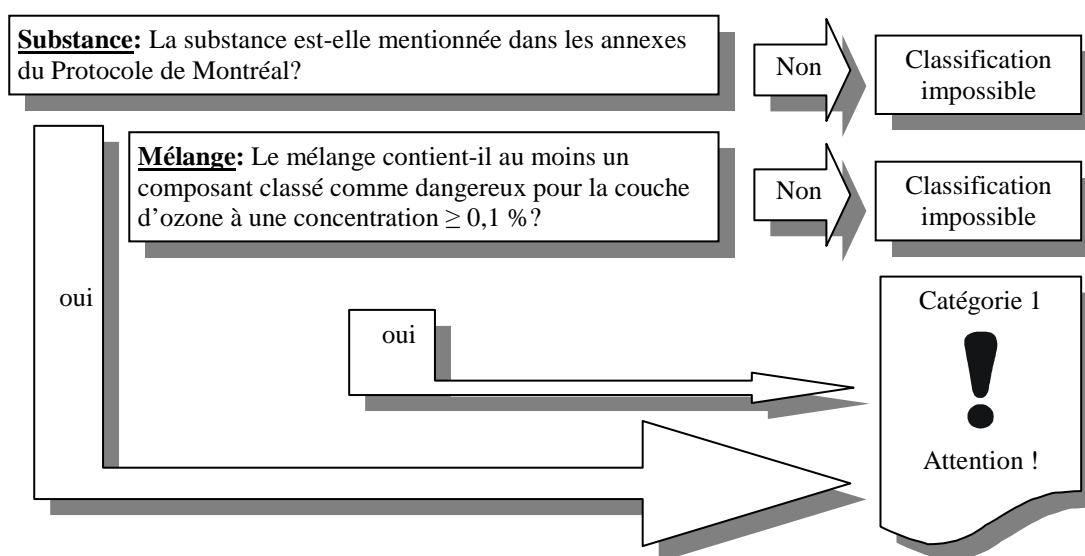 Substance: La substance est-elle mentionnée dans les annexes
du Protocole de Montréal?
Non
Classification
impossible
Mélange: Le mélange contient-il au moins un
composant classé comme dangereux pour la couche
d’ozone à une concentration ≥ 0,1 %?
Non
Classification
impossible
oui
oui
Catégorie 1
!
Attention !